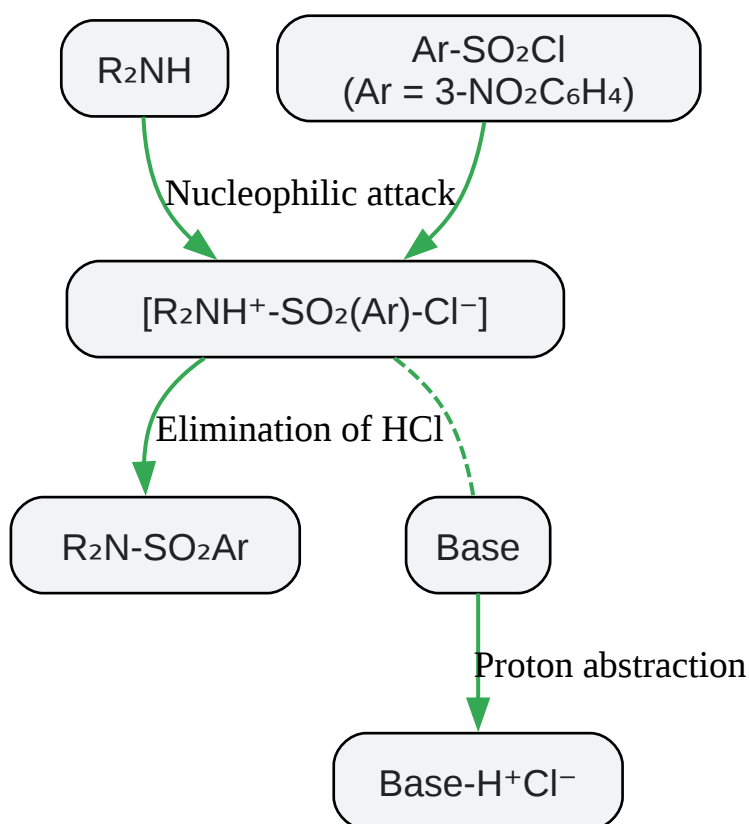 R₂NH
Ar-SO₂Cl
(Ar = 3-NO₂C₆H₄)
Nucleophilic attack
[R₂NH⁺-SO₂(Ar)-Cl⁻]
Elimination of HCl
R₂N-SO₂Ar
Base
Proton abstraction
Base-H⁺Cl⁻